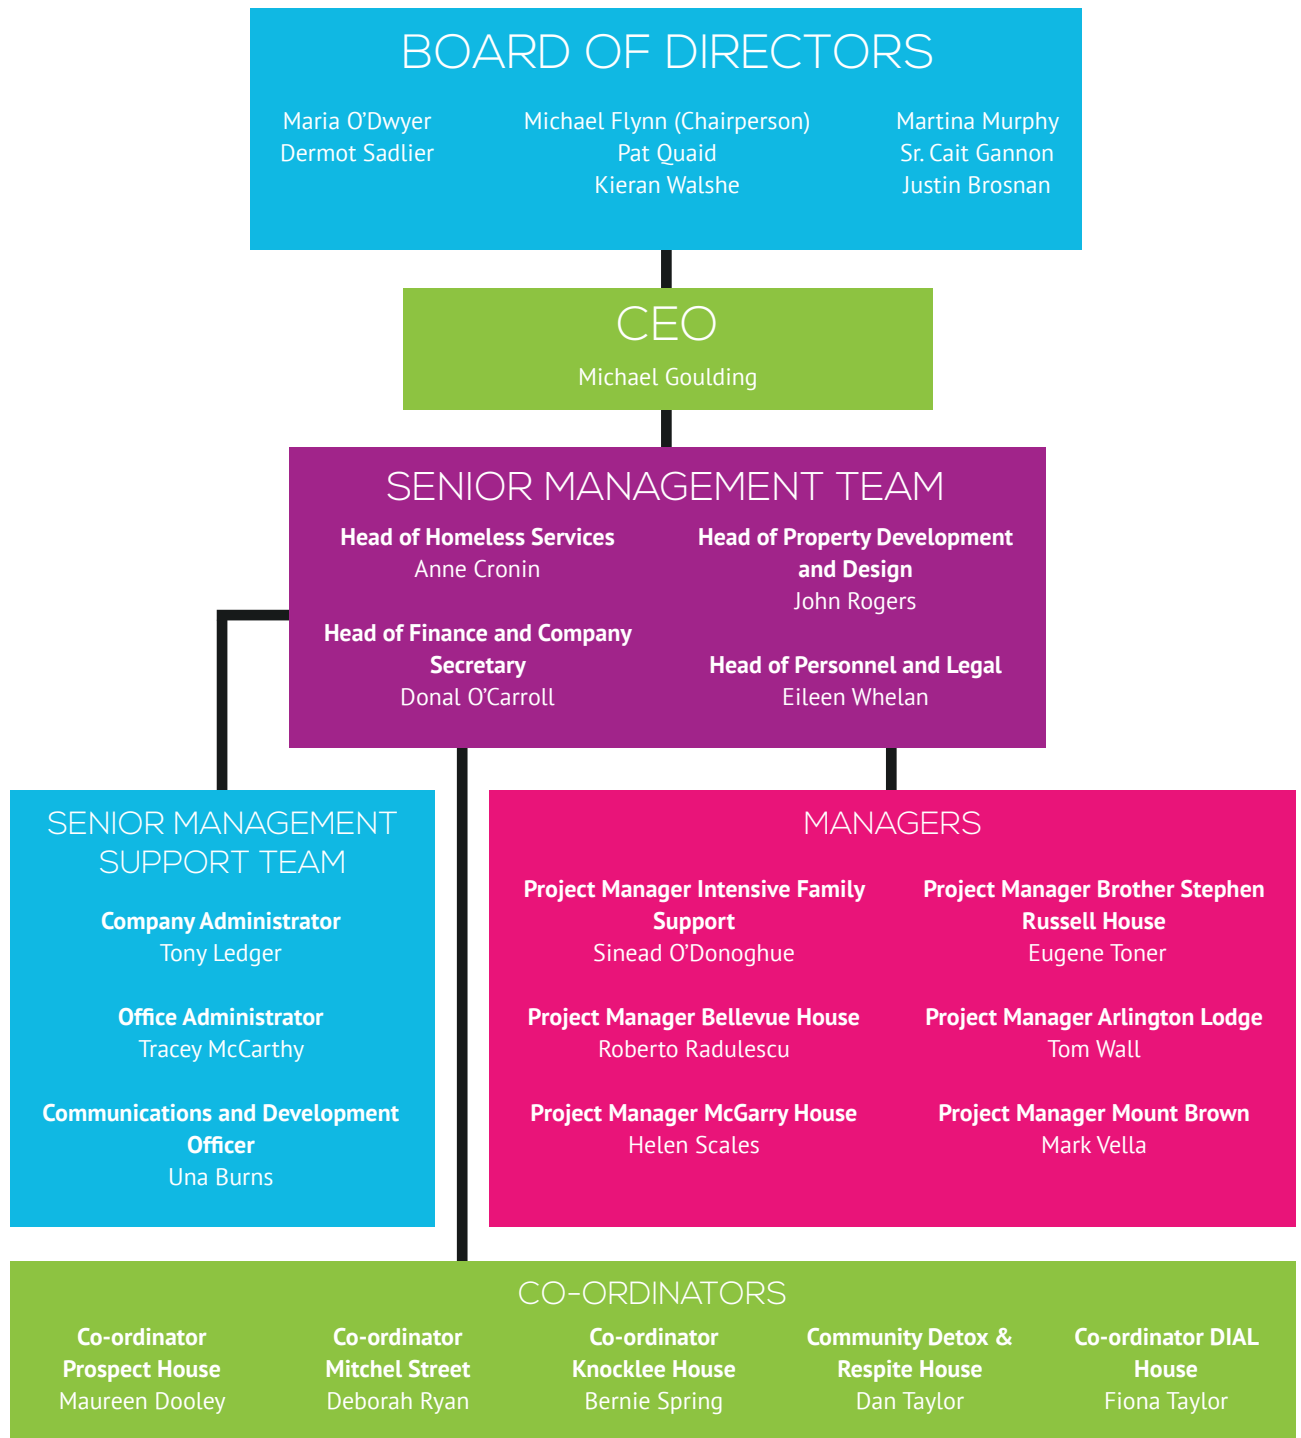 BOARD OF DIRECTORS
Maria O'Dwyer
Dermot Sadlier
Michael Flynn (Chairperson)
Pat Quaid
Kieran Walshe
Martina Murphy
Sr. Cait Gannon
Justin Brosnan
CEO
Michael Goulding
SENIOR MANAGEMENT TEAM
Head of Homeless Services
Anne Cronin
Head of Finance and Company
Secretary
Donal O'Carroll
Head of Property Development
and Design
John Rogers
Head of Personnel and Legal
Eileen Whelan
SENIOR MANAGEMENT
SUPPORT TEAM
Company Administrator
Tony Ledger
Office Administrator
Tracey McCarthy
Communications and Development
Officer
Una Burns
MANAGERS
Project Manager Intensive Family
Support
Sinead O'Donoghue
Project Manager Bellevue House
Roberto Radulescu
Project Manager McGarry House
Helen Scales
Project Manager Brother Stephen
Russell House
Eugene Toner
Project Manager Arlington Lodge
Tom Wall
Project Manager Mount Brown
Mark Vella
CO-ORDINATORS
Co-ordinator
Prospect House
Maureen Dooley
Co-ordinator
Mitchel Street
Deborah Ryan
Co-ordinator
Knocklee House
Bernie Spring
Community Detox &
Respite House
Dan Taylor
Co-ordinator DIAL
House
Fiona Taylor